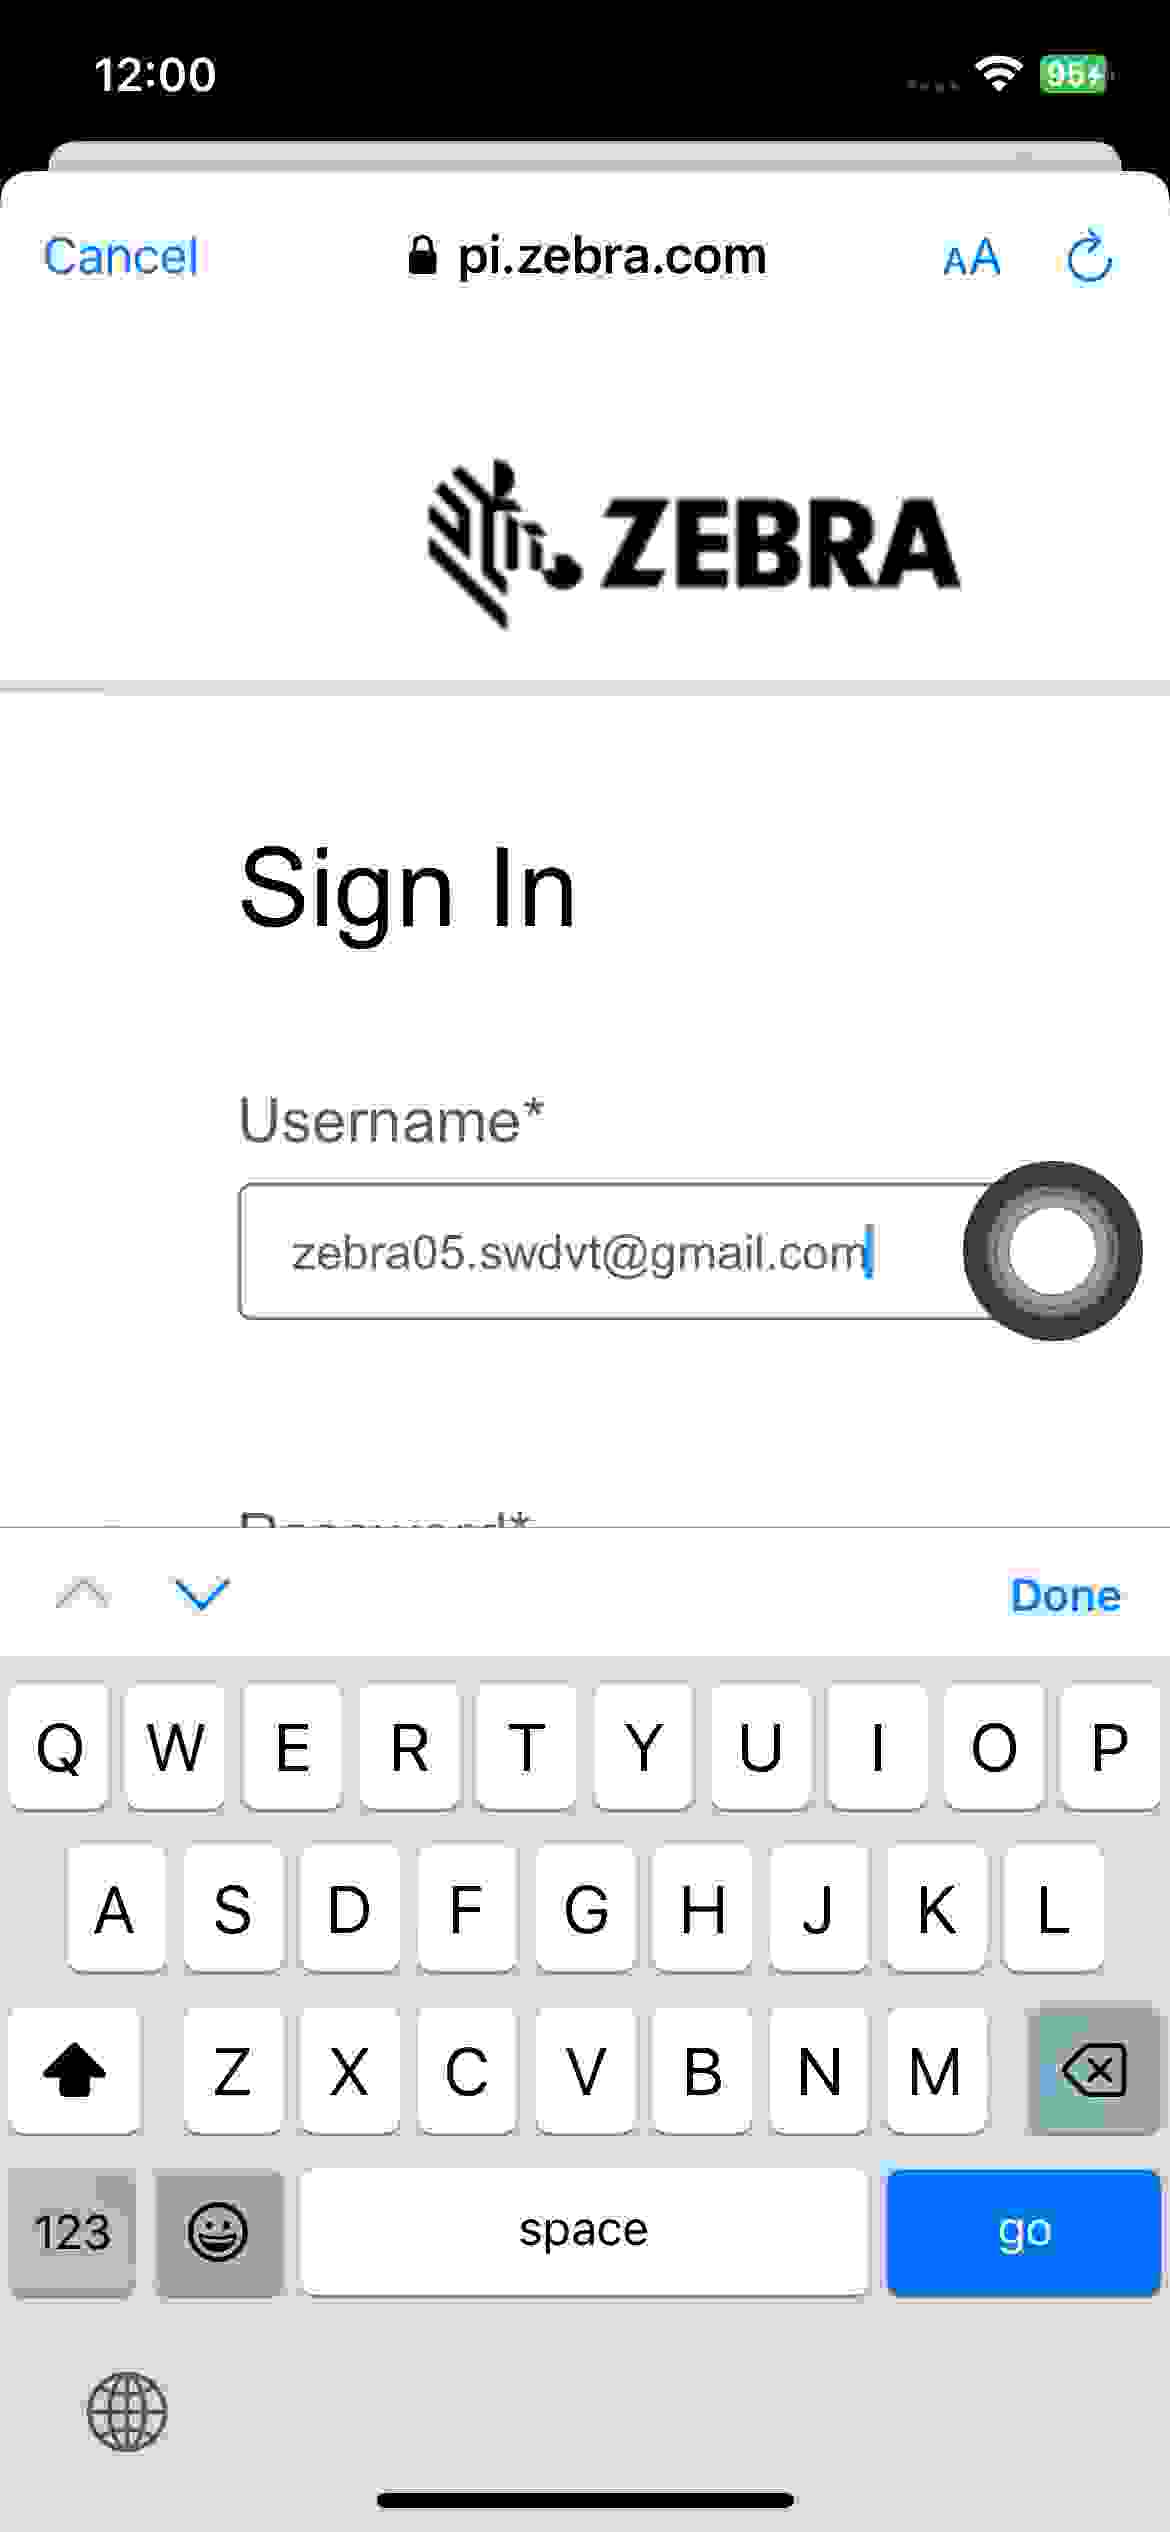 12:00
95
Cancel
pi.zebra.com
AA
ZEBRA
Sign In
Username*
zebra05.swdvt@gmail.com
Password*
Done
Q W E R T Y U I O P
A S D F G H J K L
Z X C V B N M
123
space
go